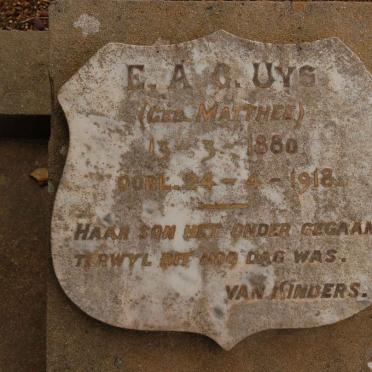 E. A. C. UYS
(GEB. MATTHEE)
13 – 3 – 1880
OORL. 24 – 4 – 1918
HAAR SON HET ONDER GEGAAN
TERWYL DIT NOG DAG WAS.
VAN KINDERS.